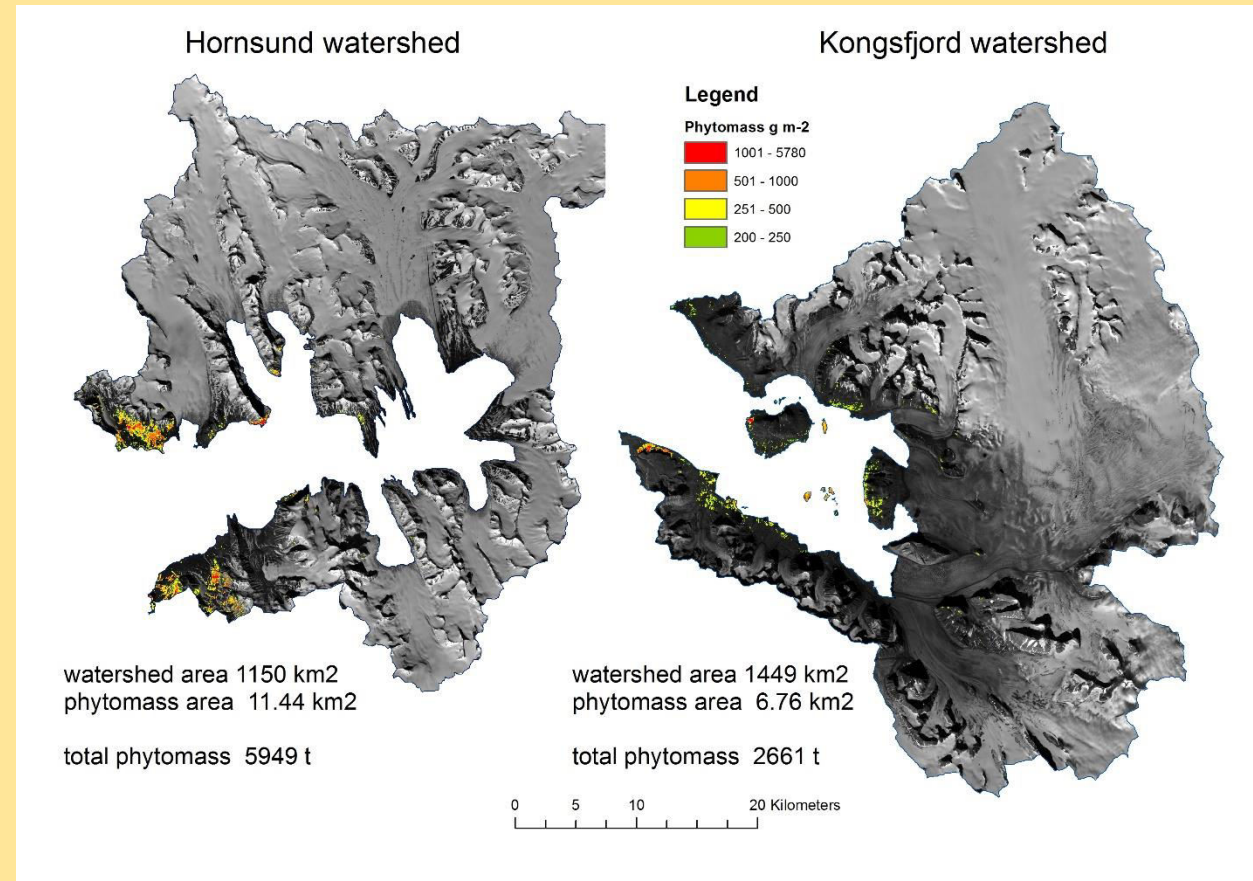 Hornsund watershed
Kongsfjord watershed
Legend
Phytomass g m-2
1001 - 5780
501 - 1000
251 - 500
200 - 250
watershed area 1150 km2
phytomass area 11.44 km2
total phytomass 5949 t
watershed area 1449 km2
phytomass area 6.76 km2
total phytomass 2661 t
0 5 10 20 Kilometers